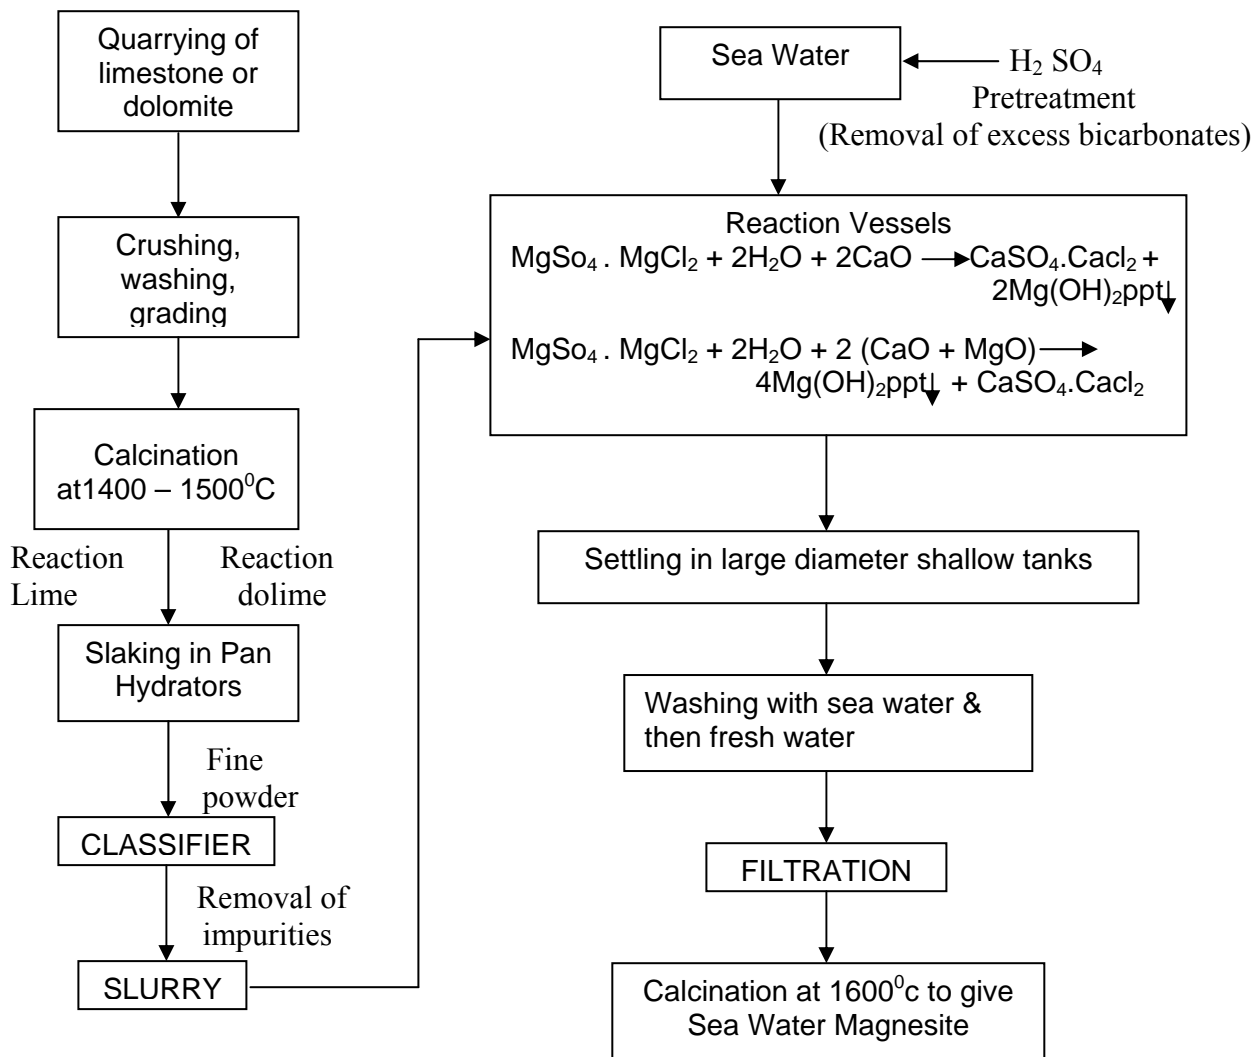 Quarrying of
limestone or
dolomite
Crushing,
washing,
grading
Calcination
at1400 – 1500⁰C
Reaction
Lime
Reaction
dolime
Slaking in Pan
Hydrators
Fine
powder
CLASSIFIER
Removal of
impurities
SLURRY
Sea Water
H₂ SO₄
Pretreatment
(Removal of excess bicarbonates)
Reaction Vessels
MgSo₄ . MgCl₂ + 2H₂O + 2CaO → CaSO₄.Cacl₂ +
2Mg(OH)₂ppt↓
MgSo₄ . MgCl₂ + 2H₂O + 2 (CaO + MgO) →
4Mg(OH)₂ppt↓ + CaSO₄.Cacl₂
Settling in large diameter shallow tanks
Washing with sea water &
then fresh water
FILTRATION
Calcination at 1600⁰c to give
Sea Water Magnesite